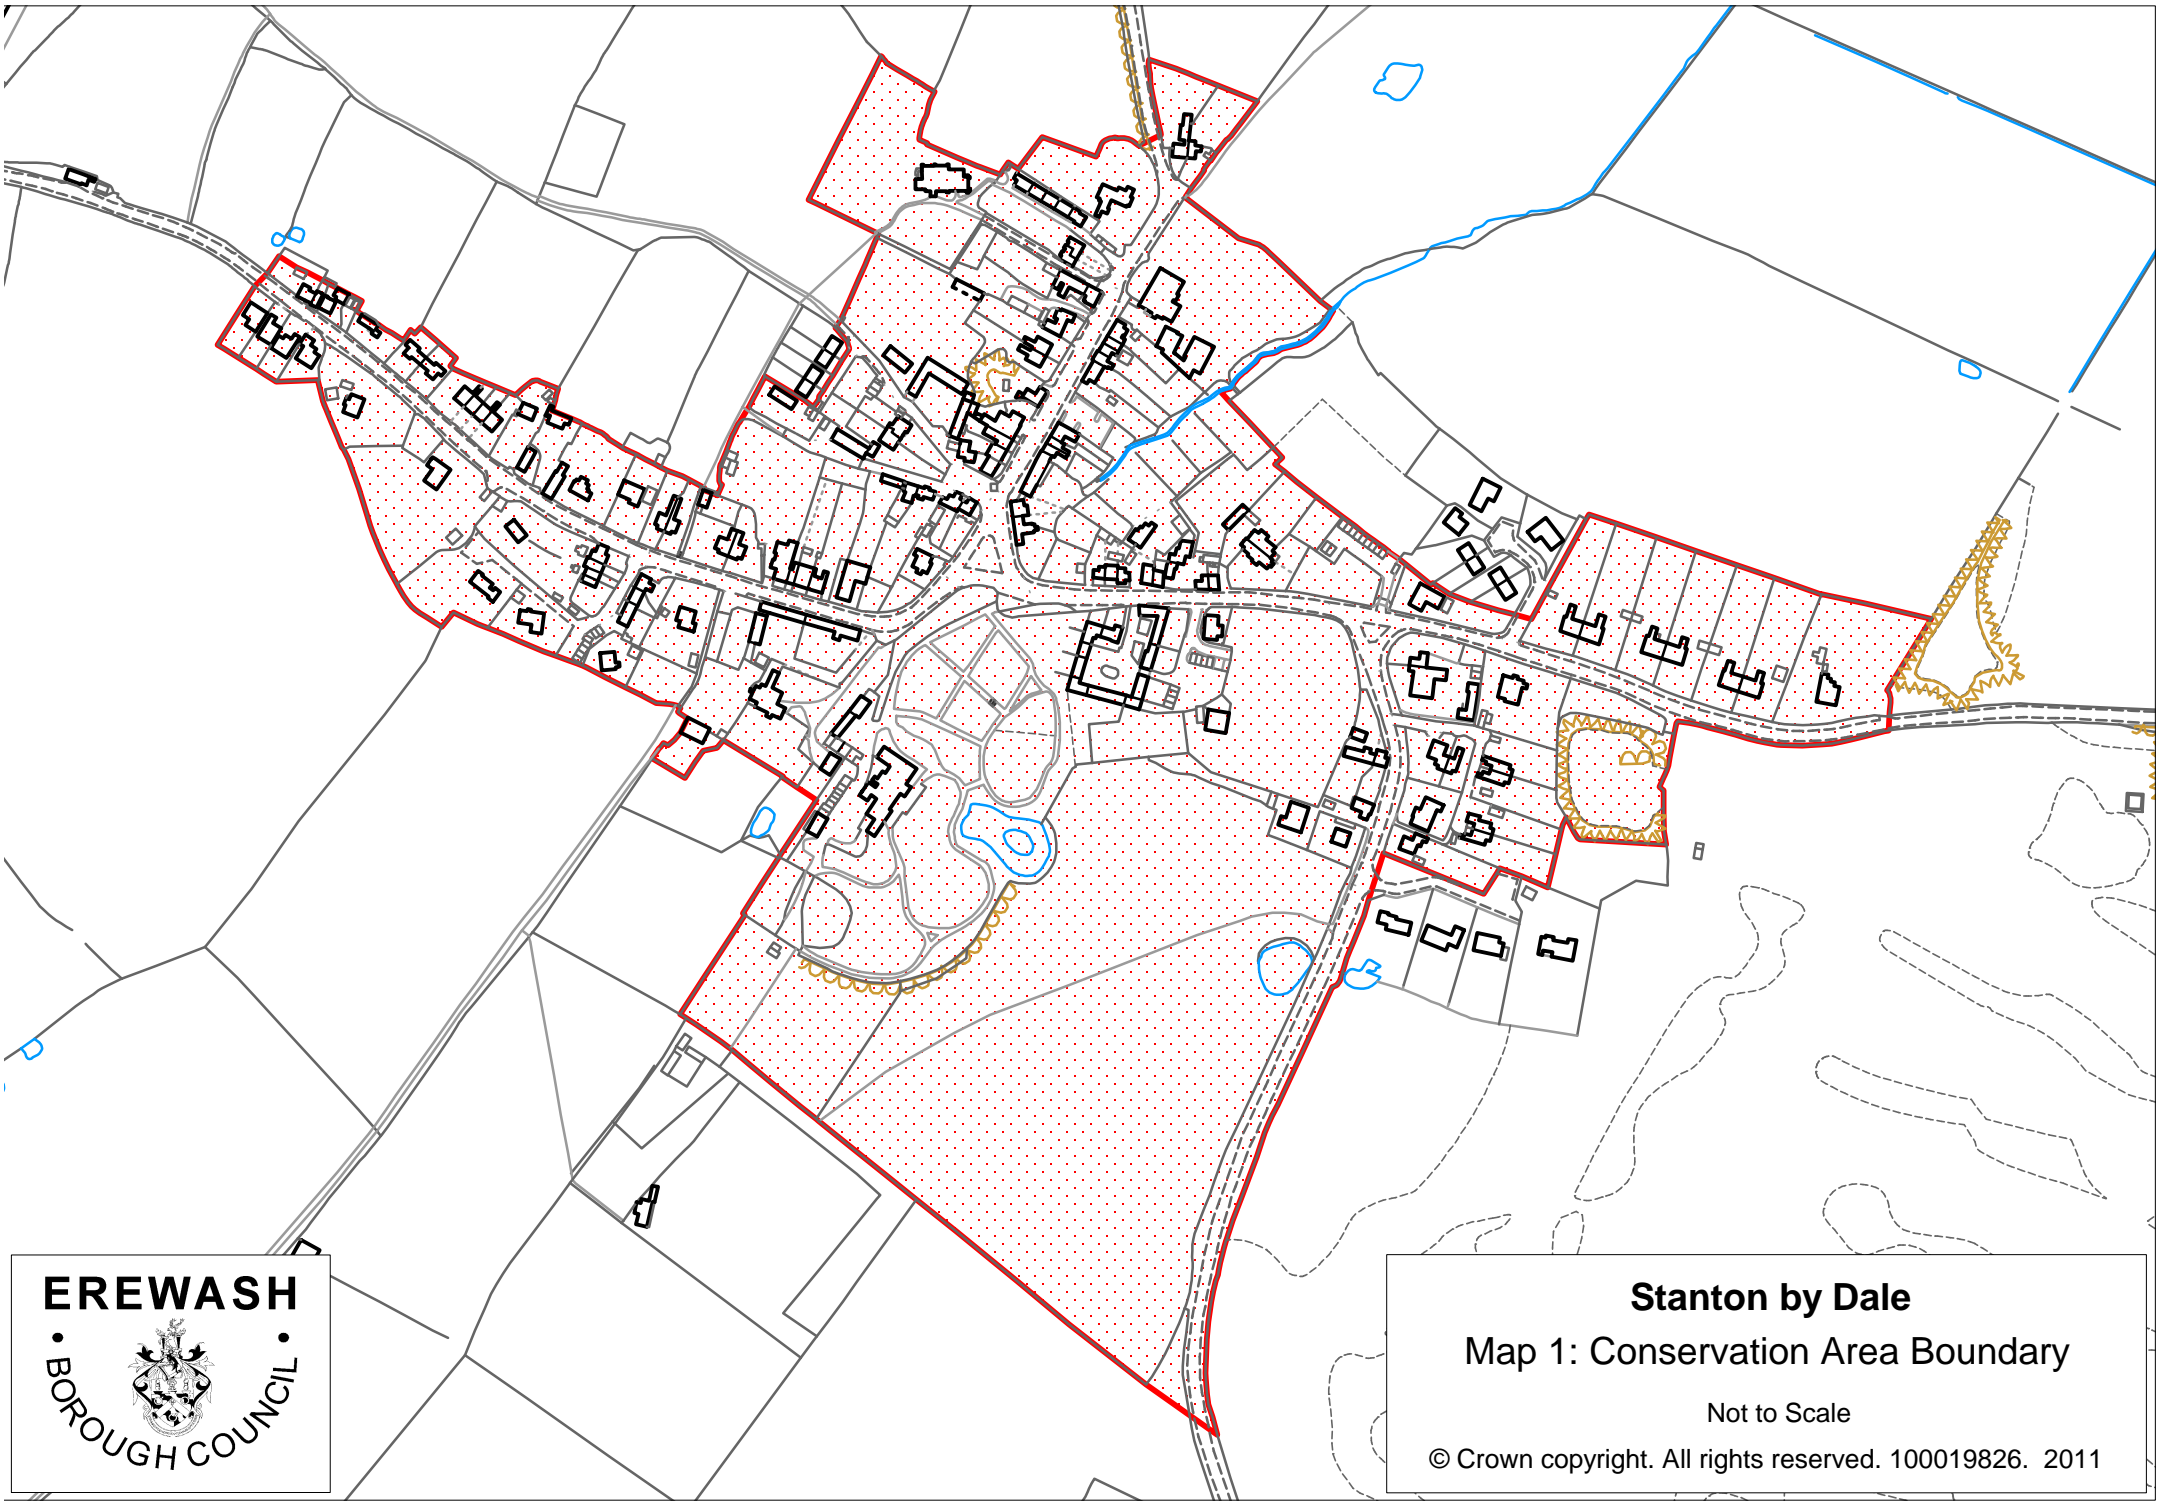 EREWASH
• BOROUGH COUNCIL •
Stanton by Dale
Map 1: Conservation Area Boundary
Not to Scale
© Crown copyright. All rights reserved. 100019826. 2011